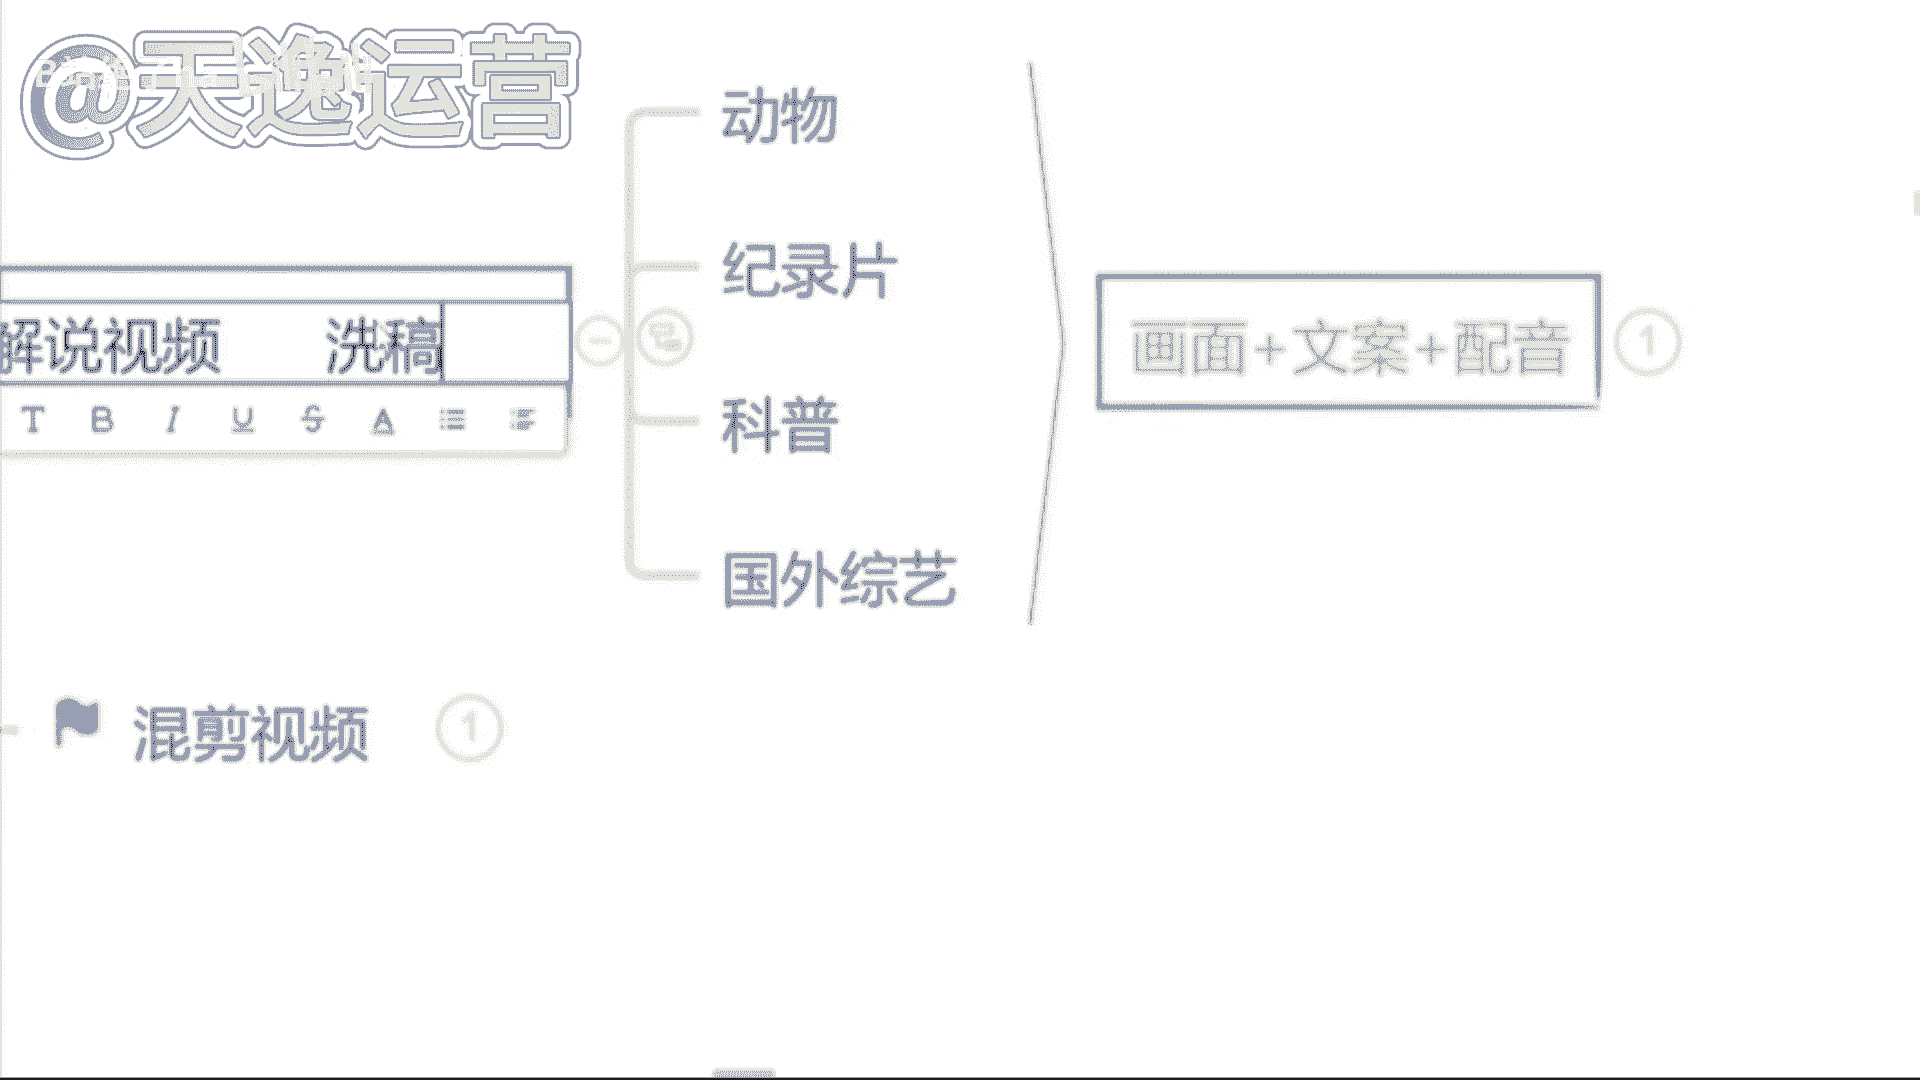 @天逸运营
动物
纪录片
解说视频 洗稿
画面+文案+配音
1
T B I U S A
科普
国外综艺
混剪视频
1